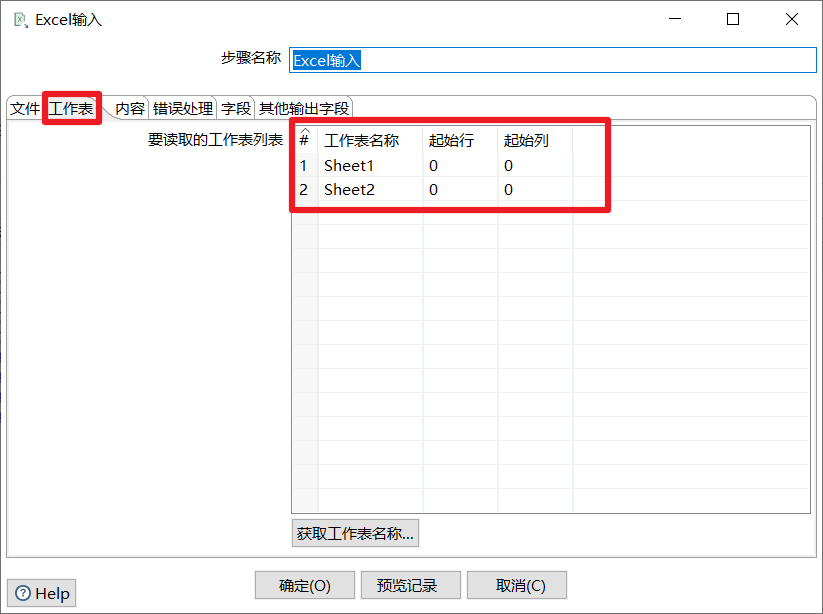 Excel输入
步骤名称 Excel输入
文件 工作表 内容 错误处理 字段 其他输出字段
要读取的工作表列表
# 工作表名称 起始行 起始列
1 Sheet1 0 0
2 Sheet2 0 0
获取工作表名称...
确定(O) 预览记录 取消(C)
Help